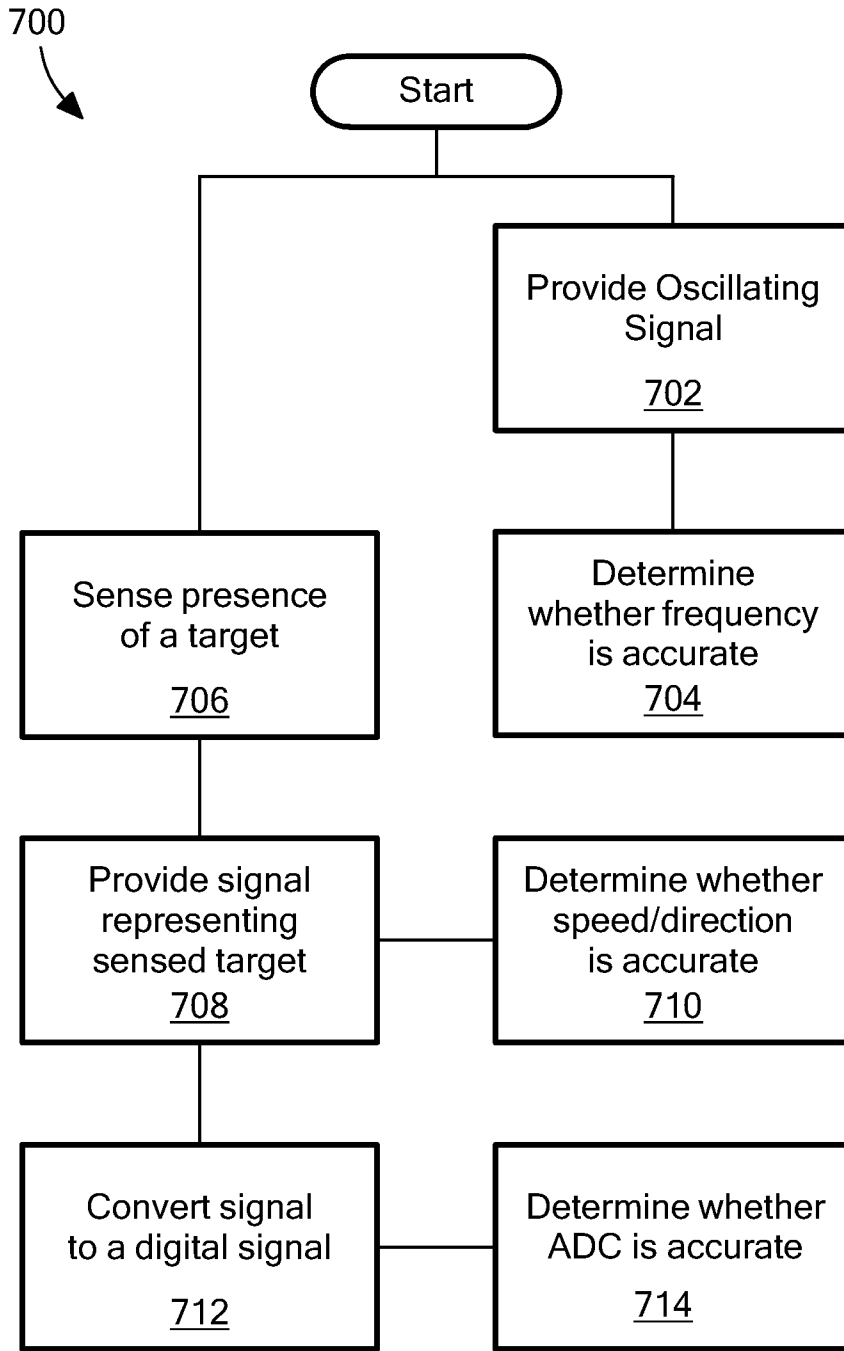 700
Start
Provide Oscillating
Signal
702
Sense presence
of a target
706
Determine
whether frequency
is accurate
704
Provide signal
representing
sensed target
708
Determine whether
speed/direction
is accurate
710
Convert signal
to a digital signal
712
Determine whether
ADC is accurate
714